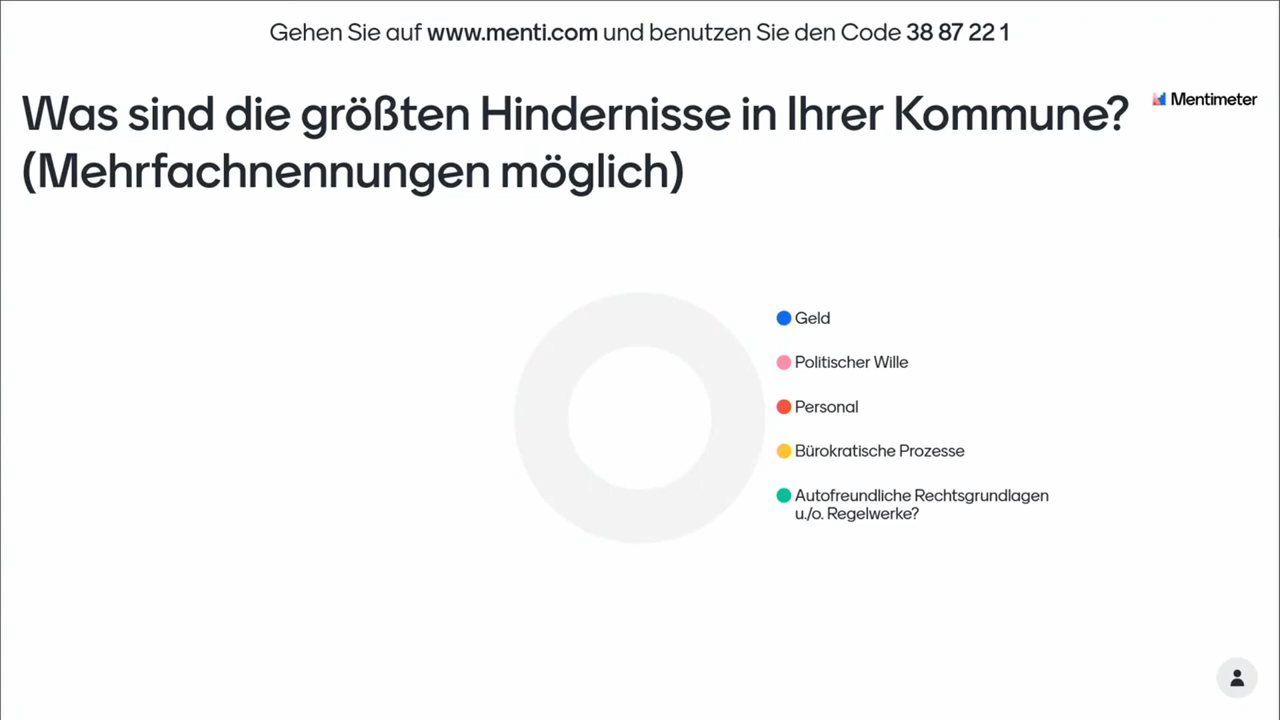 Gehen Sie auf www.menti.com und benutzen Sie den Code 38 87 22 1
Was sind die größten Hindernisse in Ihrer Kommune?
(Mehrfachnennungen möglich)
Mentimeter
Geld
Politischer Wille
Personal
Bürokratische Prozesse
Autofreundliche Rechtsgrundlagen
u./o. Regelwerke?